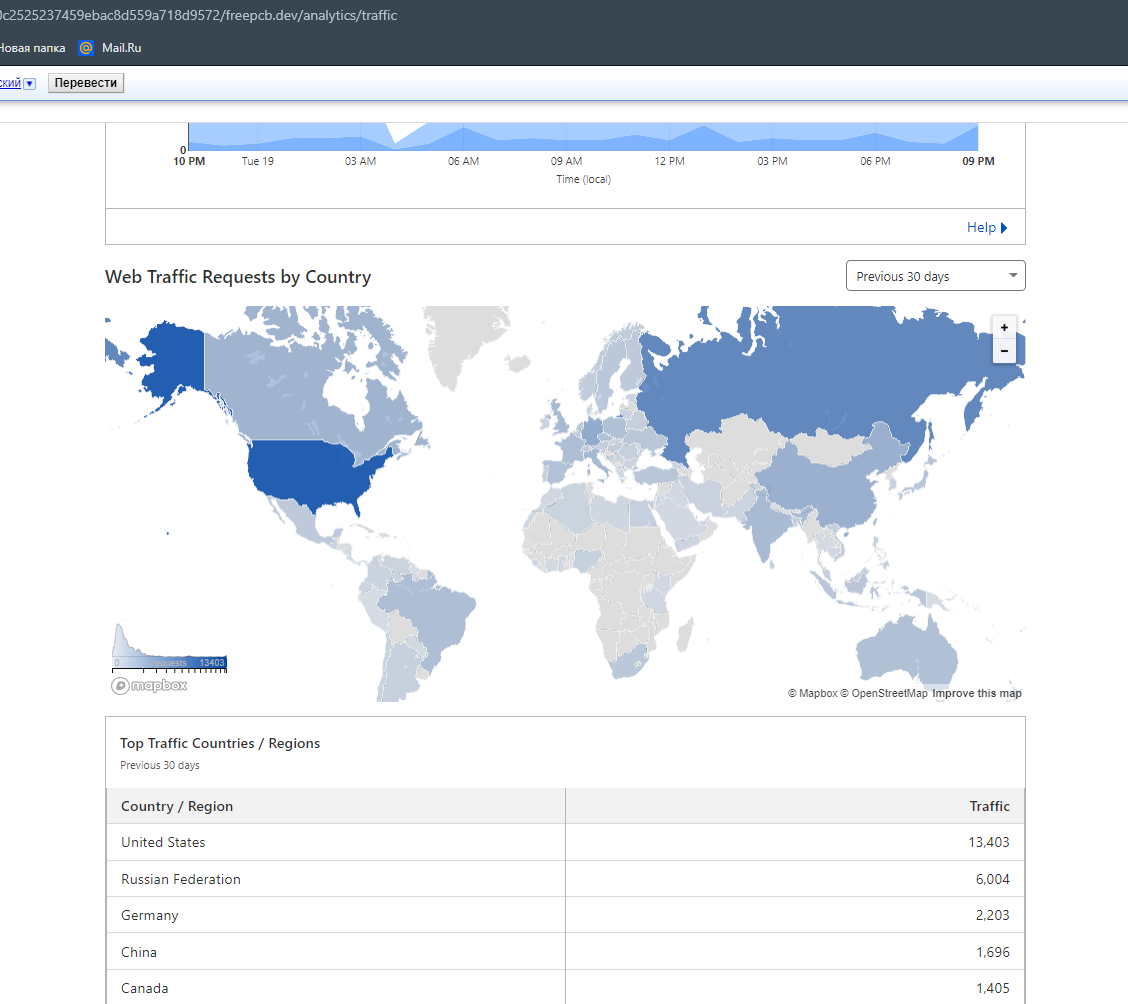 0c2525237459ebac8d559a718d9572/freepcb.dev/analytics/traffic
Новая папка Mail.Ru
ский Перевести
0
10 PM Tue 19 03 AM 06 AM 09 AM 12 PM 03 PM 06 PM 09 PM
Time (local)
Help
Web Traffic Requests by Country
Previous 30 days
+
−
0 requests 13403
mapbox
© Mapbox © OpenStreetMap Improve this map
Top Traffic Countries / Regions
Previous 30 days
Country / Region Traffic
United States 13,403
Russian Federation 6,004
Germany 2,203
China 1,696
Canada 1,405